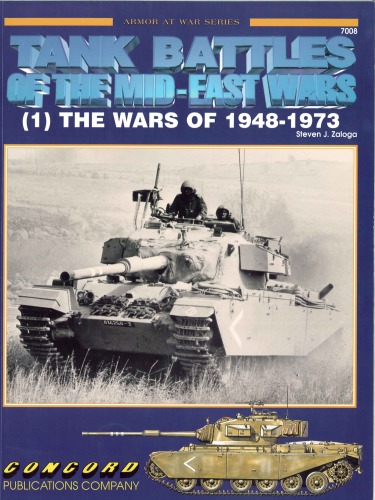 ARMOR AT WAR SERIES
7008
TANK BATTLES
OF THE MID-EAST WARS
(1) THE WARS OF 1948-1973
Steven J. Zaloga
CONCORD
PUBLICATIONS COMPANY